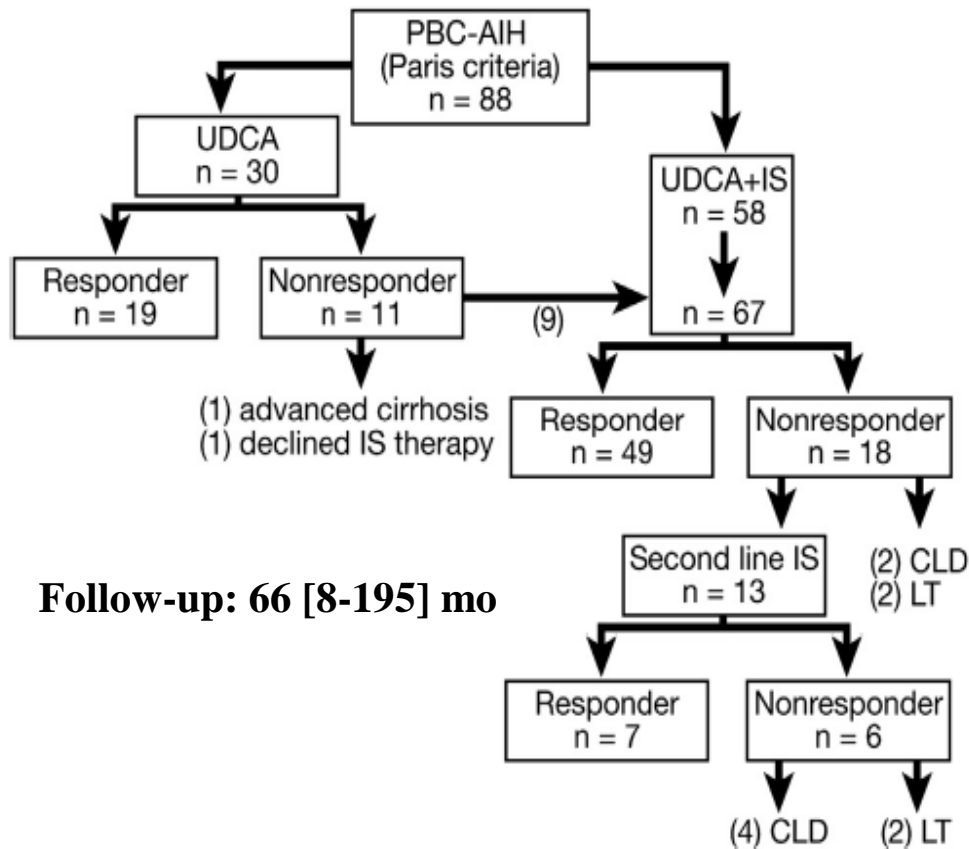 PBC-AIH
(Paris criteria)
n = 88
UDCA
n = 30
UDCA+IS
n = 58
n = 67
Responder
n = 19
Nonresponder
n = 11
(9)
(1) advanced cirrhosis
(1) declined IS therapy
Responder
n = 49
Nonresponder
n = 18
Second line IS
n = 13
(2) CLD
(2) LT
Follow-up: 66 [8-195] mo
Responder
n = 7
Nonresponder
n = 6
(4) CLD
(2) LT